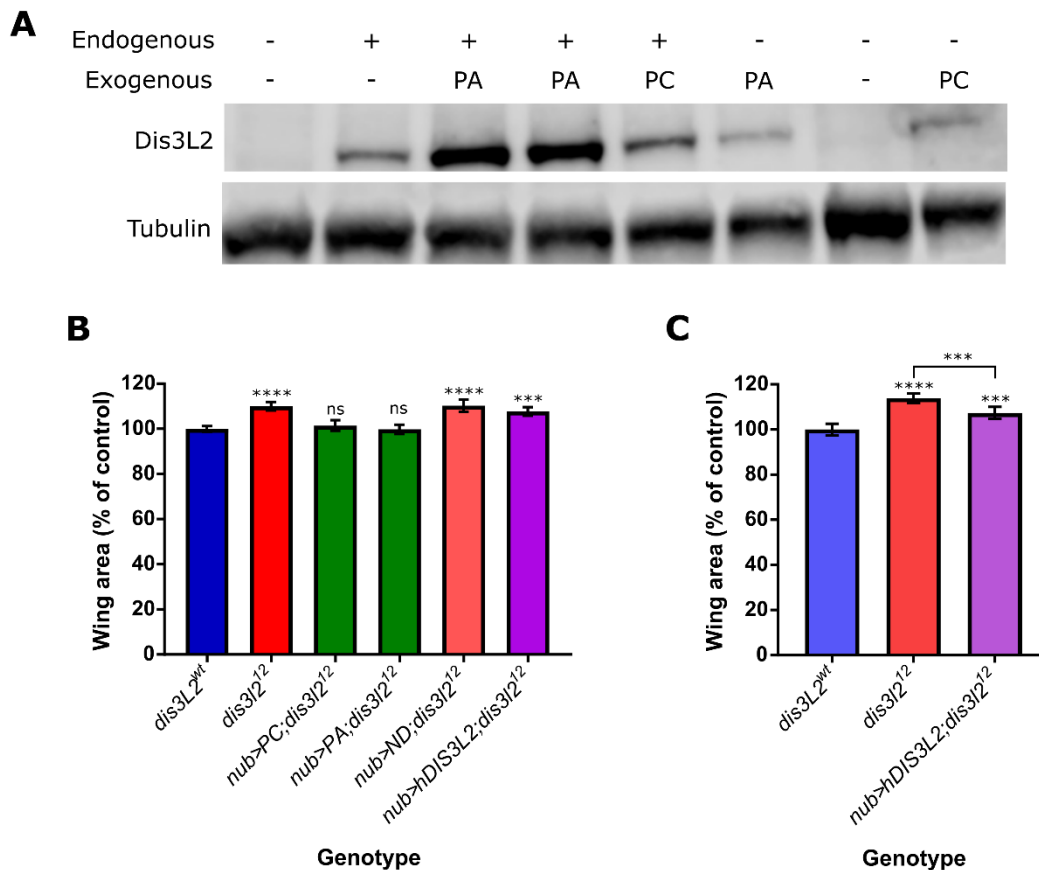 A
Endogenous - + + + + - - -
Exogenous - - PA PA PC PA - PC
Dis3L2
Tubulin
B
Wing area (% of control)
120
100
80
60
40
20
0
**** ns ns **** ***
dis3L2wt
dis3l212
nub>PC;dis3l212
nub>PA;dis3l212
nub>ND;dis3l212
nub>hDIS3L2;dis3l212
Genotype
C
Wing area (% of control)
120
100
80
60
40
20
0
***
**** ***
dis3L2wt
dis3l212
nub>hDIS3L2;dis3l212
Genotype